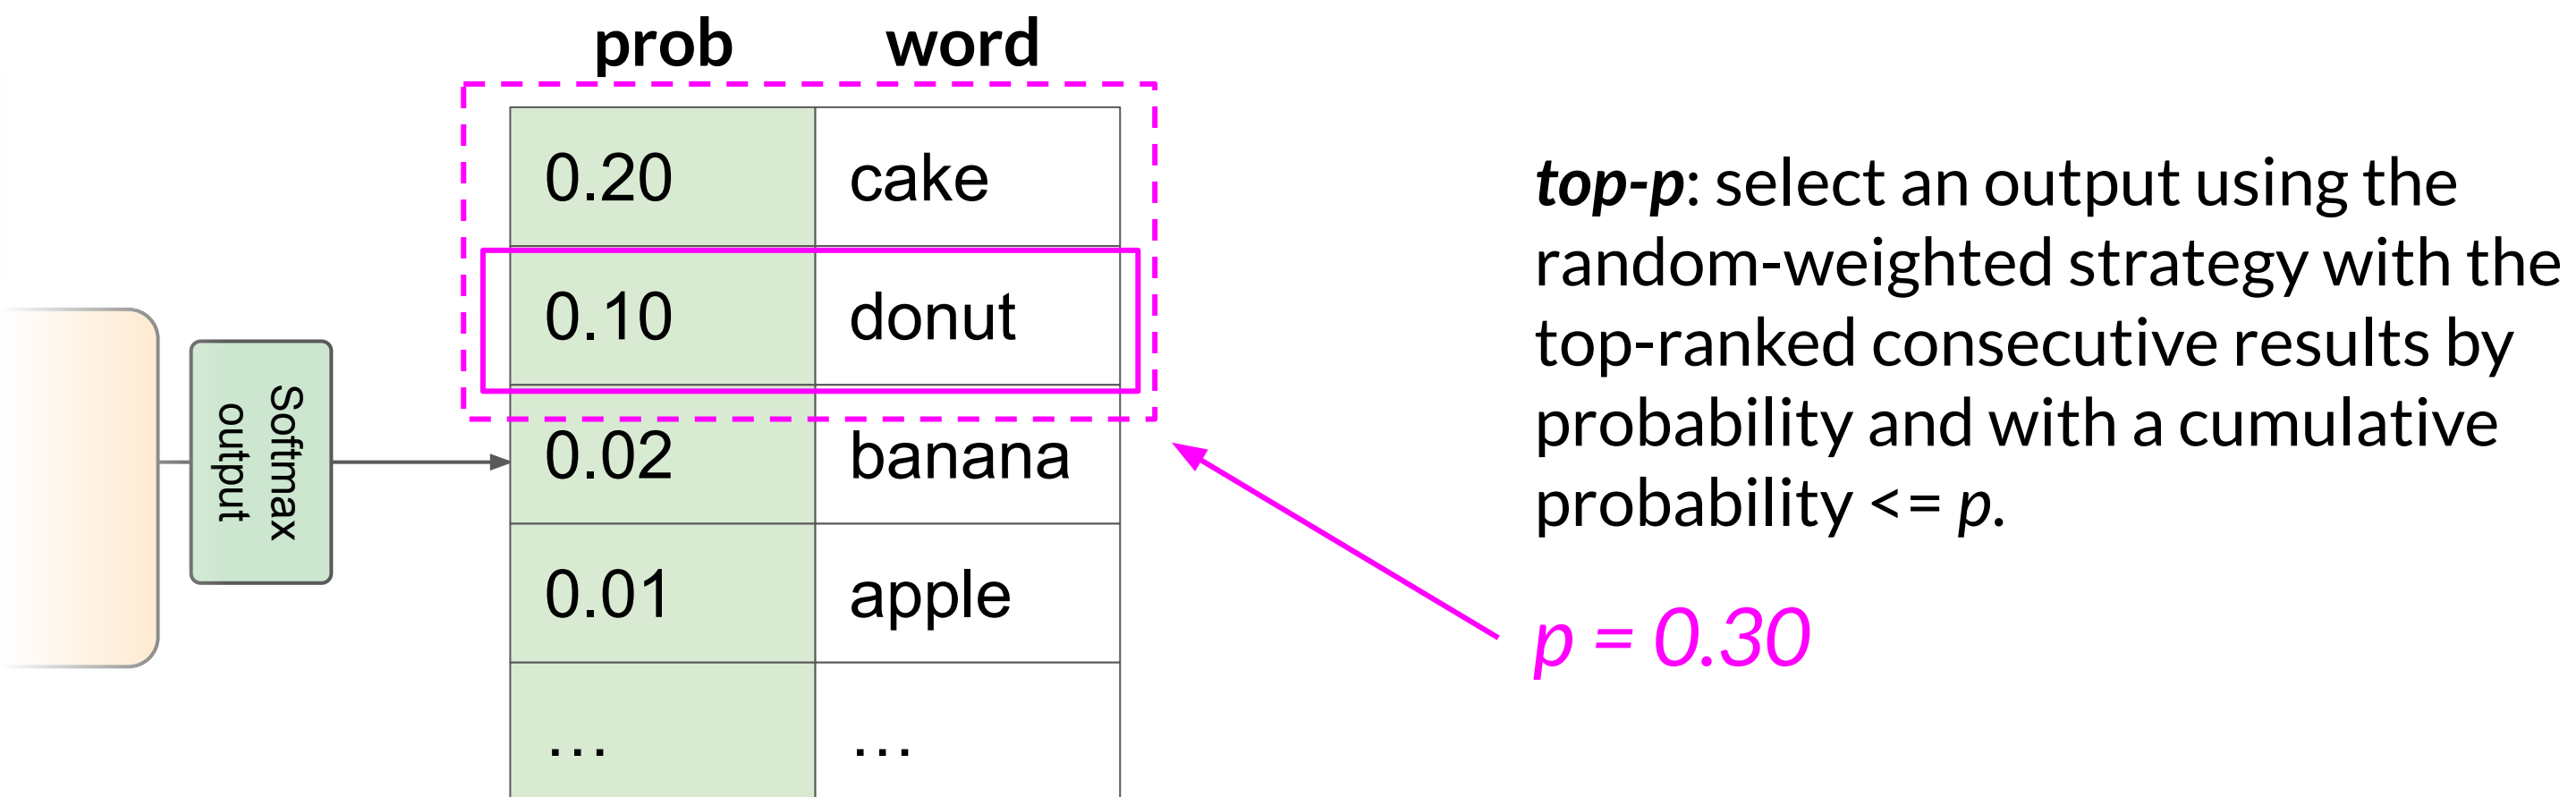 prob word
0.20 cake
0.10 donut
0.02 banana
0.01 apple
... ...
Softmax
output
top-p: select an output using the
random-weighted strategy with the
top-ranked consecutive results by
probability and with a cumulative
probability <= p.
p = 0.30